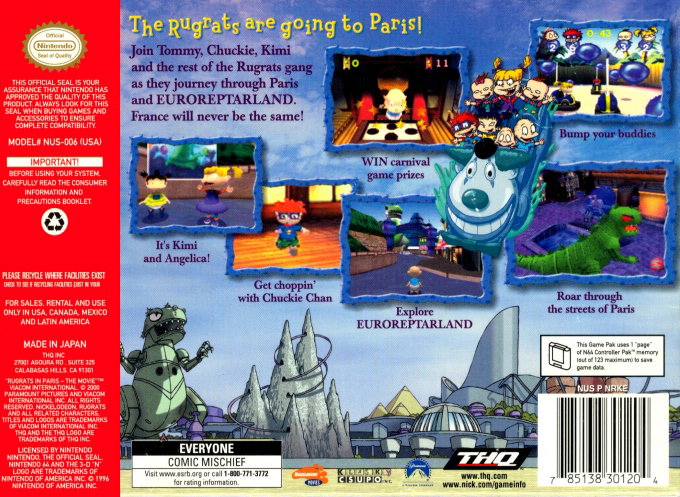 Official
Nintendo
Seal of Quality
THIS OFFICIAL SEAL IS YOUR
ASSURANCE THAT NINTENDO HAS
APPROVED THE QUALITY OF THIS
PRODUCT. ALWAYS LOOK FOR THIS
SEAL WHEN BUYING GAMES AND
ACCESSORIES TO ENSURE
COMPLETE COMPATIBILITY.
MODEL# NUS-006 (USA)
IMPORTANT!
BEFORE USING YOUR SYSTEM,
CAREFULLY READ THE CONSUMER
INFORMATION AND
PRECAUTIONS BOOKLET.
PLEASE RECYCLE WHERE FACILITIES EXIST
CHECK TO SEE IF RECYCLING FACILITIES EXIST IN YOUR
FOR SALES, RENTAL AND USE
ONLY IN USA, CANADA, MEXICO
AND LATIN AMERICA
MADE IN JAPAN
THQ INC
27001 AGOURA RD., SUITE 325
CALABASAS HILLS, CA 91301
"RUGRATS IN PARIS – THE MOVIE"™
VIACOM INTERNATIONAL. © 2000
PARAMOUNT PICTURES AND VIACOM
INTERNATIONAL INC. ALL RIGHTS
RESERVED. NICKELODEON, RUGRATS
AND ALL RELATED CHARACTERS,
TITLES AND LOGOS ARE TRADEMARKS
OF VIACOM INTERNATIONAL INC.
THQ AND THE THQ LOGO ARE
TRADEMARKS OF THQ INC.
LICENSED BY NINTENDO
NINTENDO, THE OFFICIAL SEAL,
NINTENDO 64 AND THE 3-D "N"
LOGO ARE TRADEMARKS OF
NINTENDO OF AMERICA INC. © 1996
NINTENDO OF AMERICA INC.
The Rugrats are going to Paris!
Join Tommy, Chuckie, Kimi
and the rest of the Rugrats gang
as they journey through Paris
and EUROREPTARLAND.
France will never be the same!
0
11
WIN carnival
game prizes
0:43
Bump your buddies
It's Kimi
and Angelica!
Get choppin'
with Chuckie Chan
Explore
EUROREPTARLAND
Roar through
the streets of Paris
This Game Pak uses 1 "page"
of N64 Controller Pak™ memory
(out of 123 maximum) to save
game data.
NUS P NRKE
EVERYONE
COMIC MISCHIEF
Visit www.esrb.org or call 1-800-771-3772
for rating information.
NICKELODEON
MOVIES
KLASKY
CSUPO INC.
Paramount
THQ
www.thq.com
www.nick.com/gameinfo
7 85138 30120 4